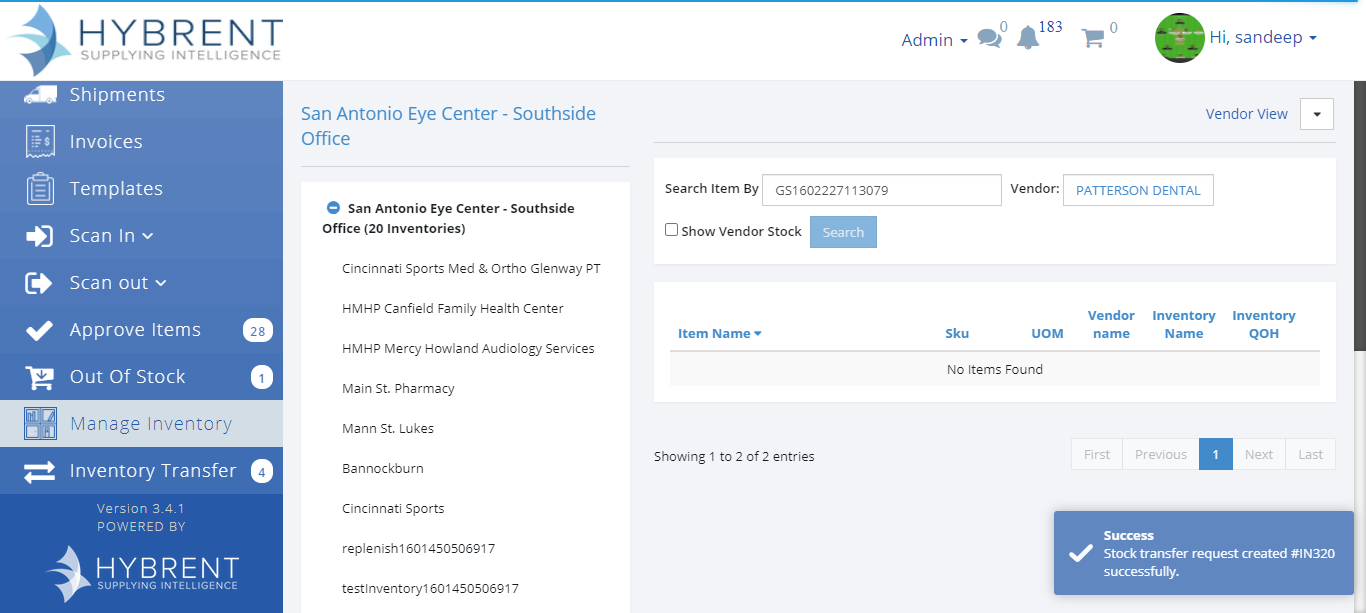 HYBRENT
SUPPLYING INTELLIGENCE
Admin
0
183
0
Hi, sandeep
Shipments
Invoices
Templates
Scan In
Scan out
Approve Items 28
Out Of Stock 1
Manage Inventory
Inventory Transfer 4
Version 3.4.1
POWERED BY
HYBRENT
SUPPLYING INTELLIGENCE
San Antonio Eye Center - Southside
Office
San Antonio Eye Center - Southside
Office (20 Inventories)
Cincinnati Sports Med & Ortho Glenway PT
HMHP Canfield Family Health Center
HMHP Mercy Howland Audiology Services
Main St. Pharmacy
Mann St. Lukes
Bannockburn
Cincinnati Sports
replenish1601450506917
testInventory1601450506917
Vendor View
Search Item By GS1602227113079 Vendor: PATTERSON DENTAL
Show Vendor Stock Search
Item Name Sku UOM Vendor name Inventory Name Inventory QOH
No Items Found
Showing 1 to 2 of 2 entries
First Previous 1 Next Last
Success
Stock transfer request created #IN320
successfully.